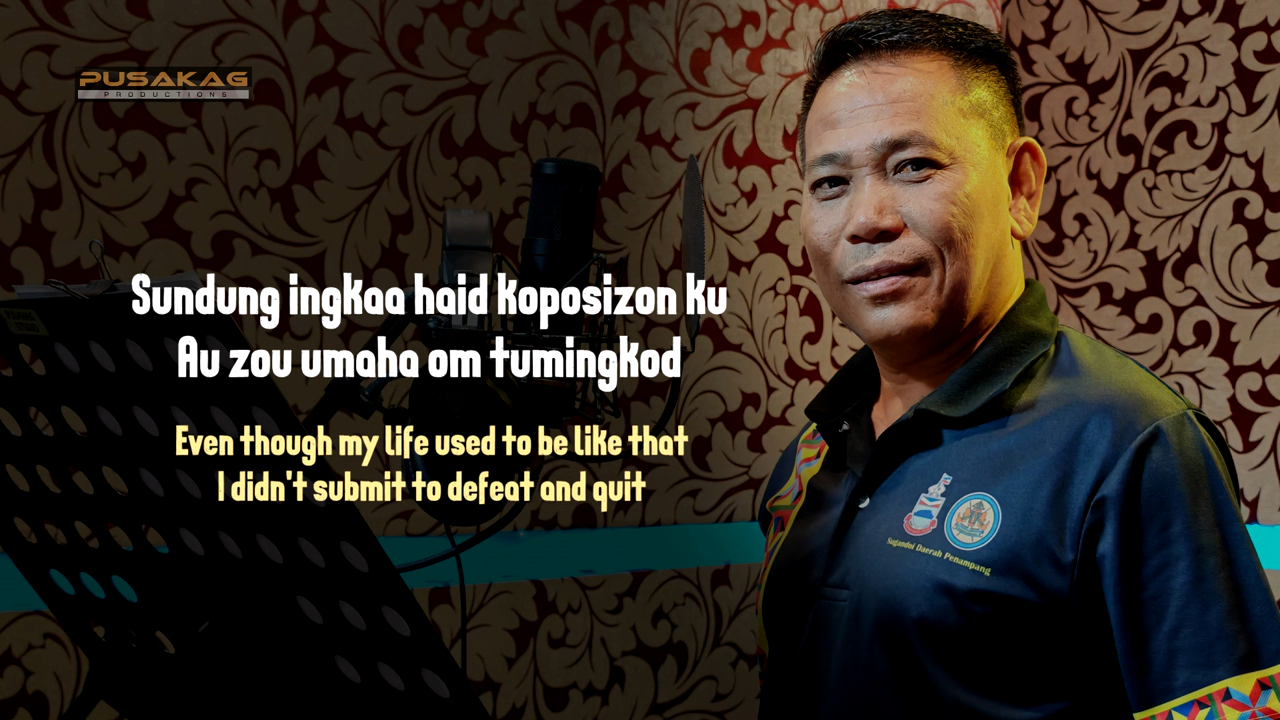 PUSAKAG
PRODUCTIONS
Sundung ingkaa haid koposizon ku
Au zou umaha om tumingkod
Even though my life used to be like that
I didn't submit to defeat and quit
Sugandoi Daerah Penampang